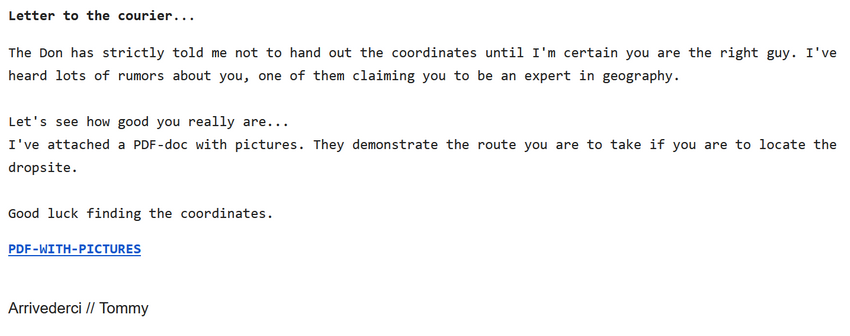 Letter to the courier...
The Don has strictly told me not to hand out the coordinates until I'm certain you are the right guy. I've
heard lots of rumors about you, one of them claiming you to be an expert in geography.
Let's see how good you really are...
I've attached a PDF-doc with pictures. They demonstrate the route you are to take if you are to locate the
dropsite.
Good luck finding the coordinates.
PDF-WITH-PICTURES
Arrivederci // Tommy